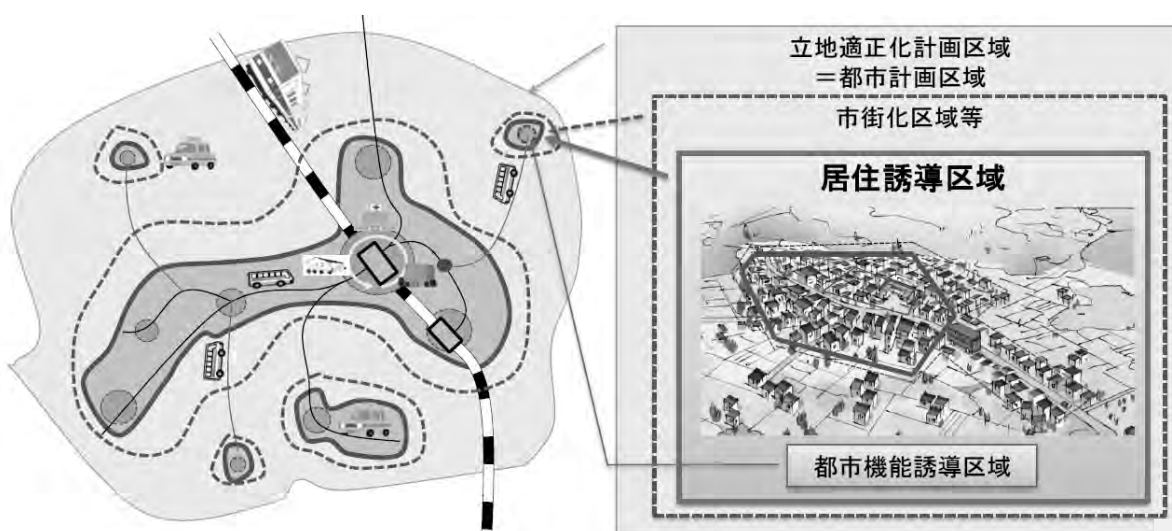 立地適正化計画区域
＝都市計画区域
市街化区域等
居住誘導区域
都市機能誘導区域